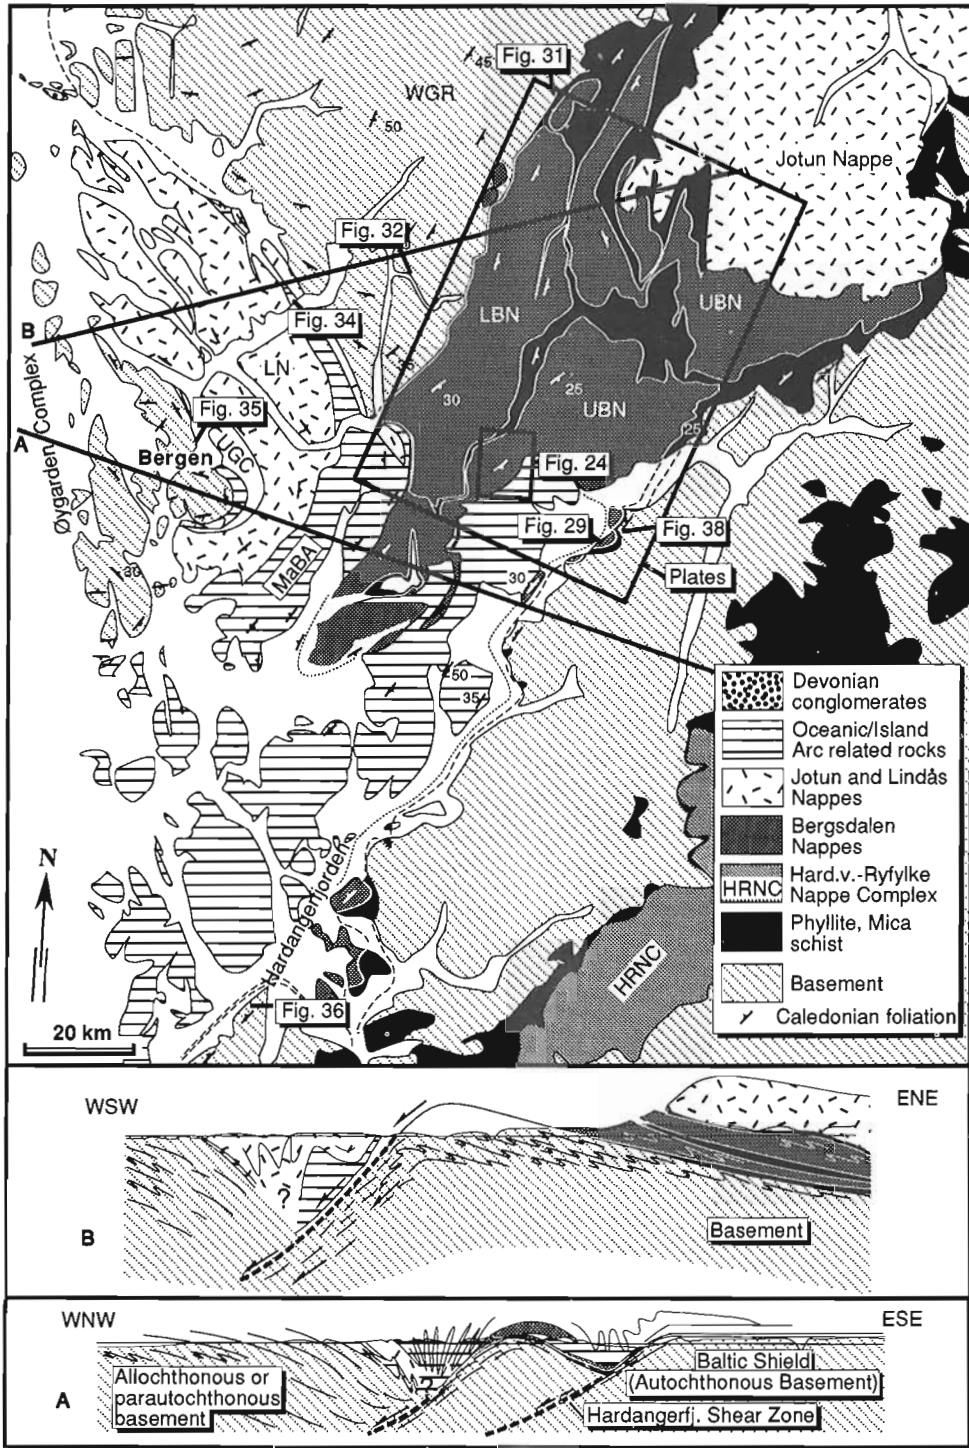 Fig. 31
45
WGR
50
Jotun Nappe
Fig. 32
B
Fig. 34
LBN
UBN
LN
30
25
UBN
Fig. 35
A
UGC
Bergen
25
Fig. 24
Øygarden Complex
Fig. 29
Fig. 38
Plates
MaBA
30
30
50
35
Devonian
conglomerates
Oceanic/Island
Arc related rocks
Jotun and Lindås
Nappes
Bergsdalen
Nappes
HRNC
Hard.v.-Ryfylke
Nappe Complex
Phyllite, Mica
schist
Basement
Caledonian foliation
N
Hardangerfjorden
HRNC
Fig. 36
20 km
WSW
ENE
?
Basement
B
WNW
ESE
Allochthonous or
parautochthonous
basement
?
Baltic Shield
(Autochthonous Basement)
A
Hardangerfj. Shear Zone